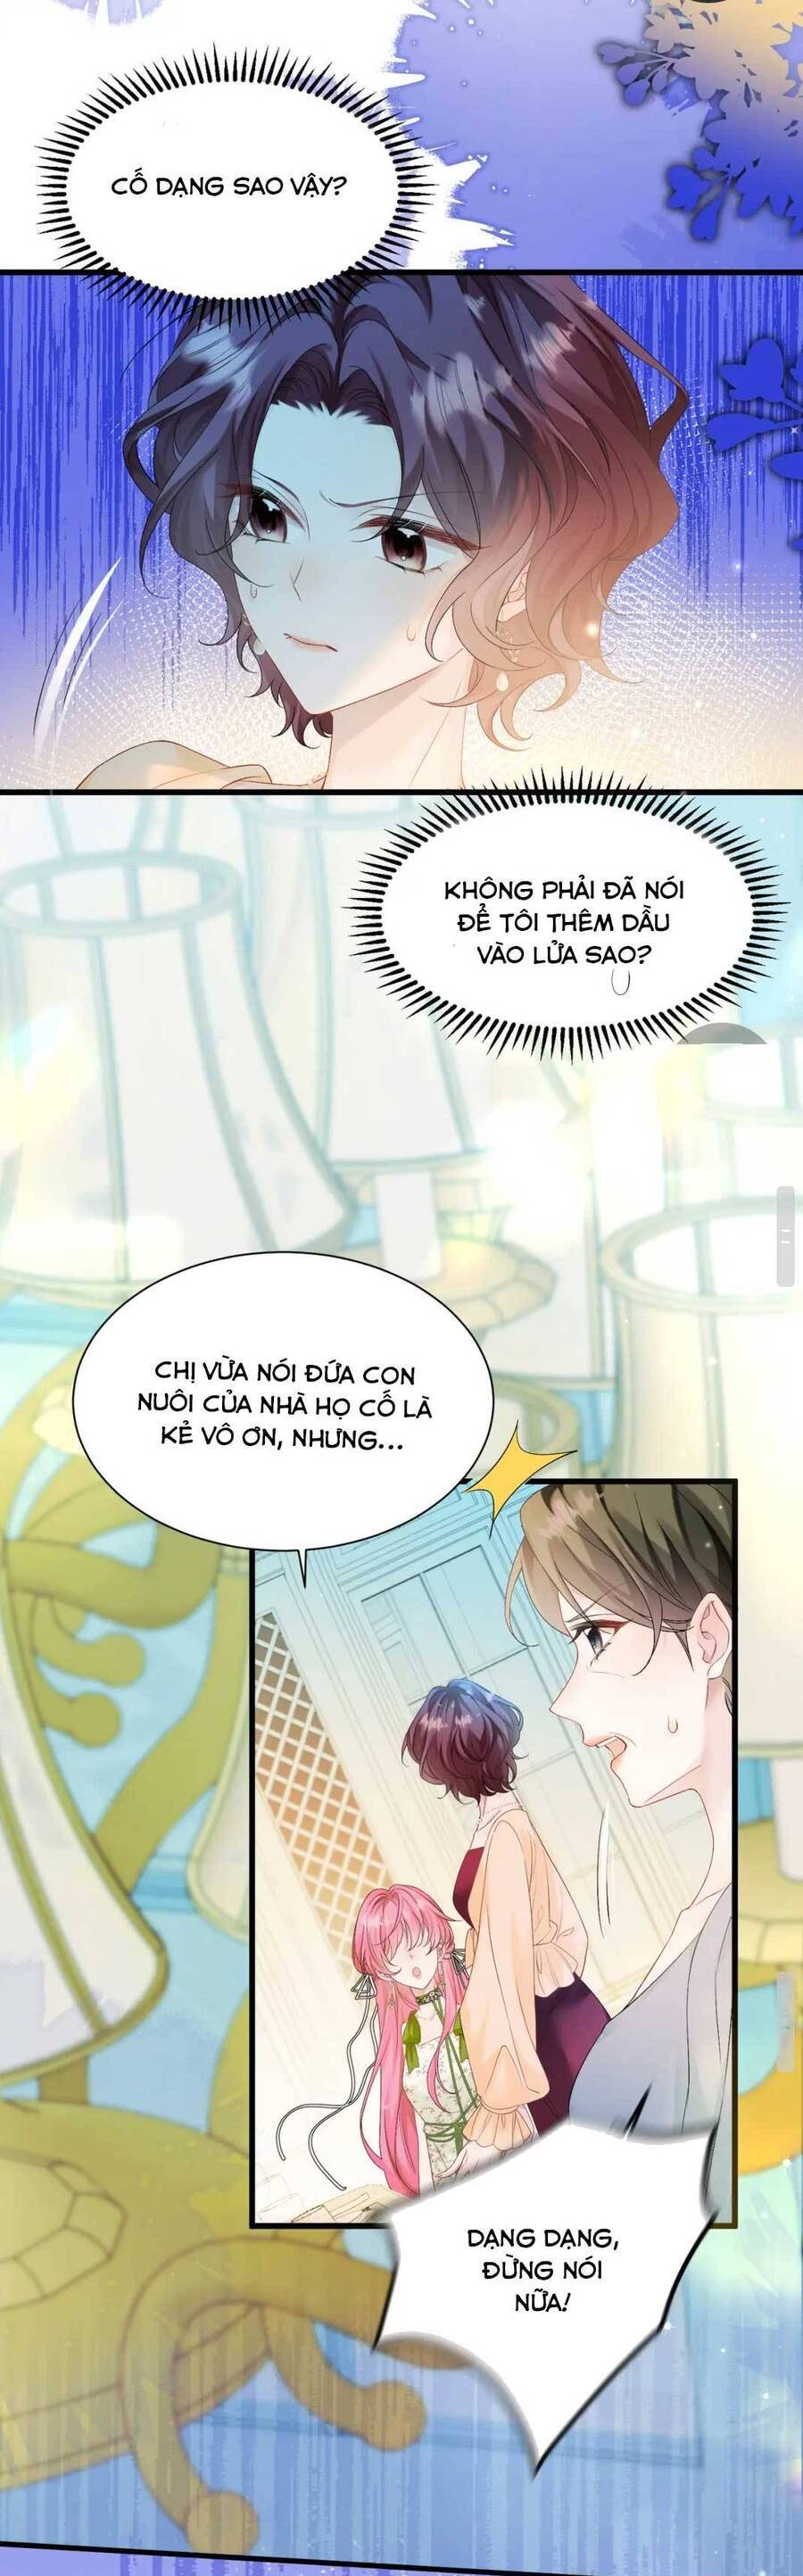 CỐ DẠNG SAO VẬY?
KHÔNG PHẢI ĐÃ NÓI
ĐỂ TÔI THÊM DẦU
VÀO LỬA SAO?
CHỊ VỪA NÓI ĐỨA CON
NUÔI CỦA NHÀ HỌ CỐ LÀ
KẺ VÔ ƠN, NHƯNG...
DẠNG DẠNG,
ĐỪNG NÓI
NỮA!